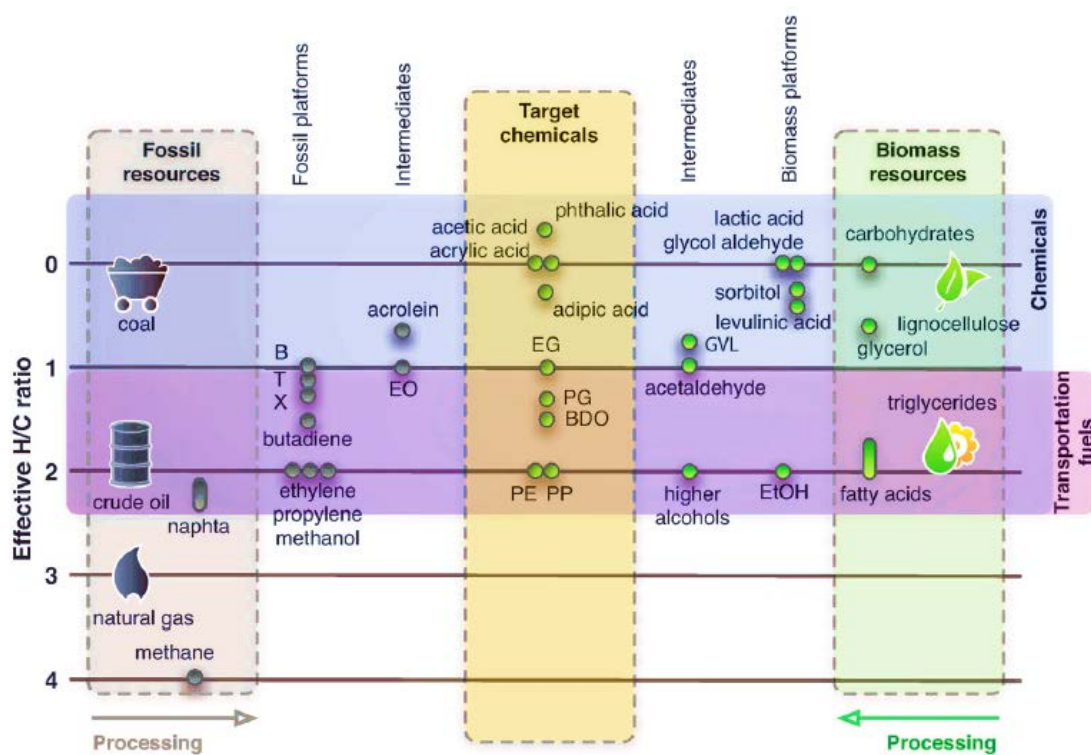 Fossil platforms
Intermediates
Target
chemicals
Intermediates
Biomass platforms
Fossil
resources
Biomass
resources
Effective H/C ratio
0
1
2
3
4
coal
crude oil
naphta
natural gas
methane
B
T
X
butadiene
ethylene
propylene
methanol
acrolein
EO
phthalic acid
acetic acid
acrylic acid
adipic acid
EG
PG
BDO
PE PP
GVL
acetaldehyde
higher
alcohols
lactic acid
glycol aldehyde
sorbitol
levulinic acid
EtOH
carbohydrates
lignocellulose
glycerol
triglycerides
fatty acids
Chemicals
Transportation
fuels
Processing
Processing